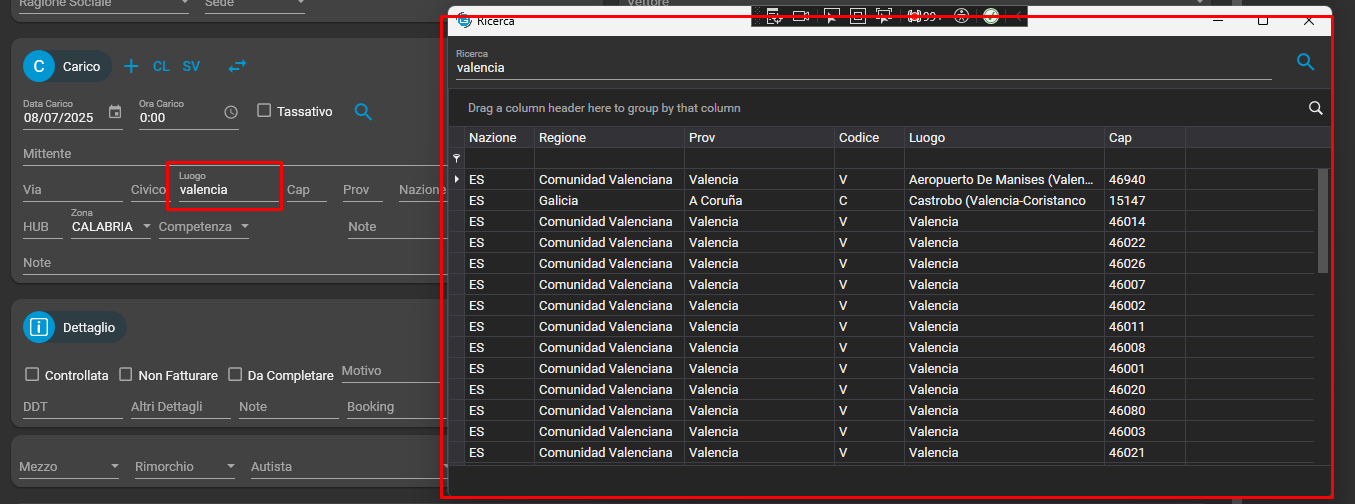 Ragione Sociale Sede Vettore
Ricerca
C Carico CL SV
Ricerca
valencia
Data Carico Ora Carico
08/07/2025 0:00 Tassativo
Drag a column header here to group by that column
Nazione Regione Prov Codice Luogo Cap
Mittente
Luogo
Via Civico valencia Cap Prov Nazione
Zona
HUB CALABRIA Competenza Note
Note
ES Comunidad Valenciana Valencia V Aeropuerto De Manises (Valen... 46940
ES Galicia A Coruña C Castrobo (Valencia-Coristanco 15147
ES Comunidad Valenciana Valencia V Valencia 46014
ES Comunidad Valenciana Valencia V Valencia 46022
ES Comunidad Valenciana Valencia V Valencia 46026
ES Comunidad Valenciana Valencia V Valencia 46007
ES Comunidad Valenciana Valencia V Valencia 46002
ES Comunidad Valenciana Valencia V Valencia 46011
ES Comunidad Valenciana Valencia V Valencia 46008
ES Comunidad Valenciana Valencia V Valencia 46001
ES Comunidad Valenciana Valencia V Valencia 46020
ES Comunidad Valenciana Valencia V Valencia 46080
ES Comunidad Valenciana Valencia V Valencia 46003
ES Comunidad Valenciana Valencia V Valencia 46021
i Dettaglio
Controllata Non Fatturare Da Completare Motivo
DDT Altri Dettagli Note Booking
Mezzo Rimorchio Autista